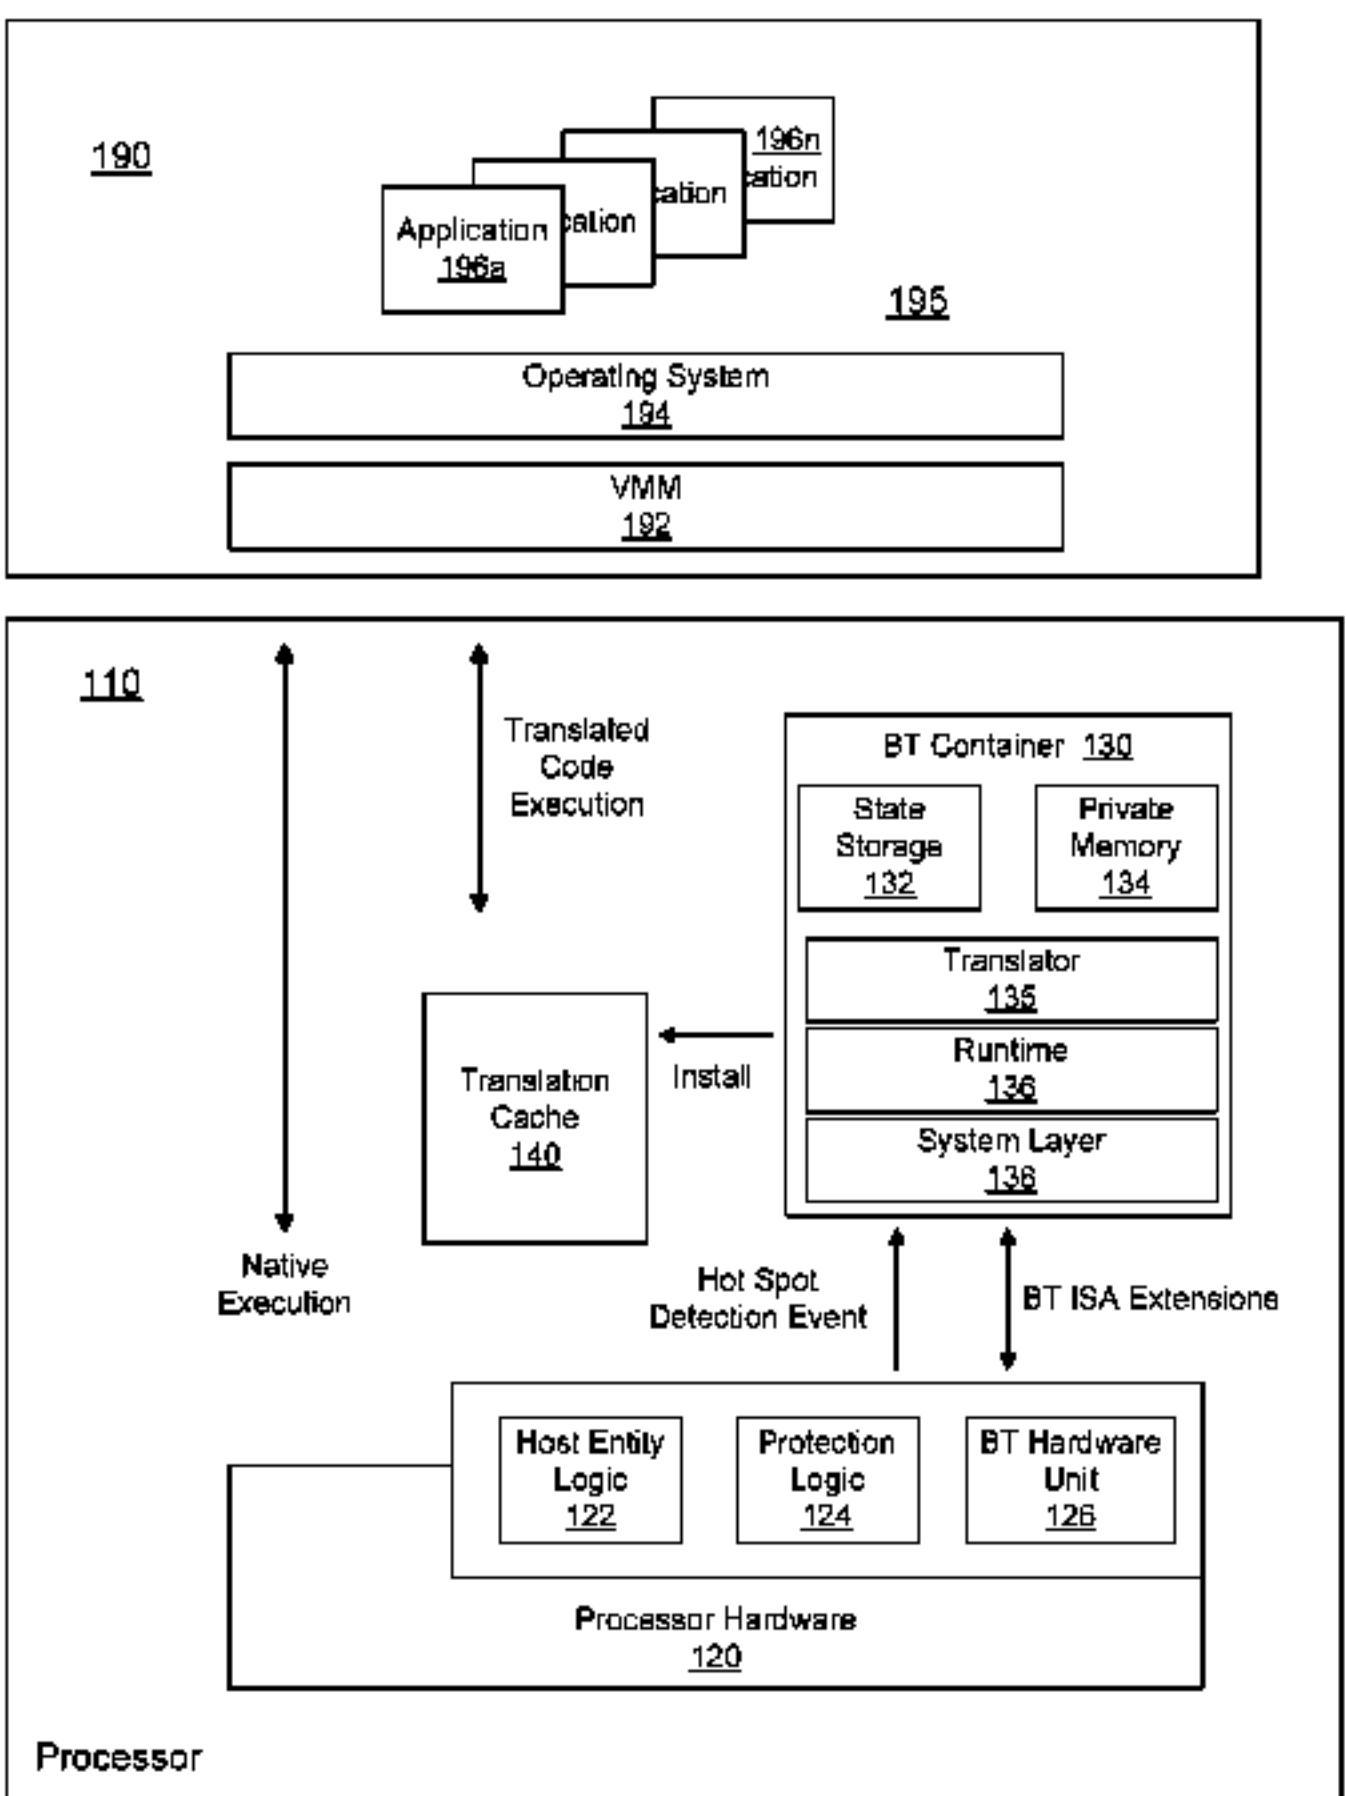 190
196n
cation
cation
cation
Application
196a
195
Operating System
194
VMM
192
110
Translated
Code
Execution
BT Container 130
State
Storage
132
Private
Memory
134
Translator
135
Runtime
136
System Layer
136
Install
Translation
Cache
140
Native
Execution
Hot Spot
Detection Event
BT ISA Extensions
Host Entity
Logic
122
Protection
Logic
124
BT Hardware
Unit
126
Processor Hardware
120
Processor